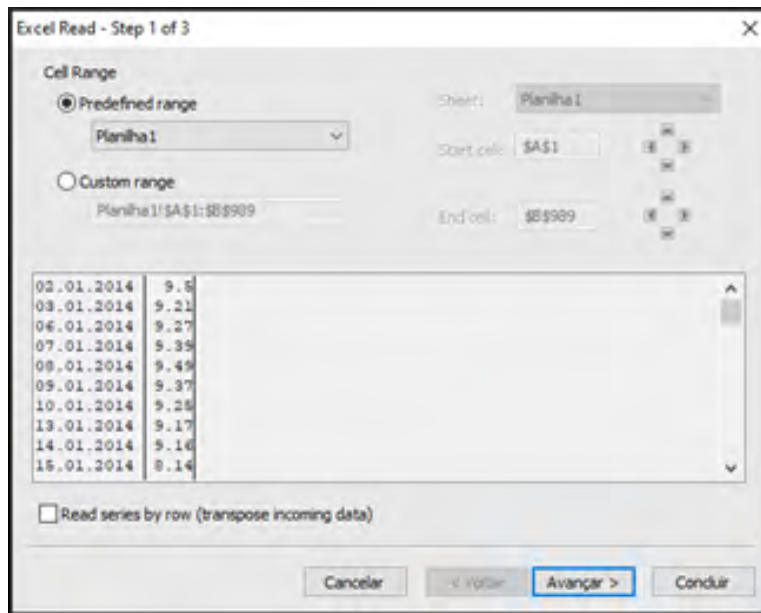 Excel Read - Step 1 of 3
Cell Range
Predefined range
Planilha1
Custom range
Planilha1!$A$1:$B$989
Sheet: Planilha1
Start cell: $A$1
End cell: $B$989
02.01.2014 9.5
03.01.2014 9.21
06.01.2014 9.27
07.01.2014 9.39
08.01.2014 9.49
09.01.2014 9.37
10.01.2014 9.25
13.01.2014 9.17
14.01.2014 9.16
15.01.2014 8.14
Read series by row (transpose incoming data)
Cancelar
< Voltar
Avançar >
Concluir